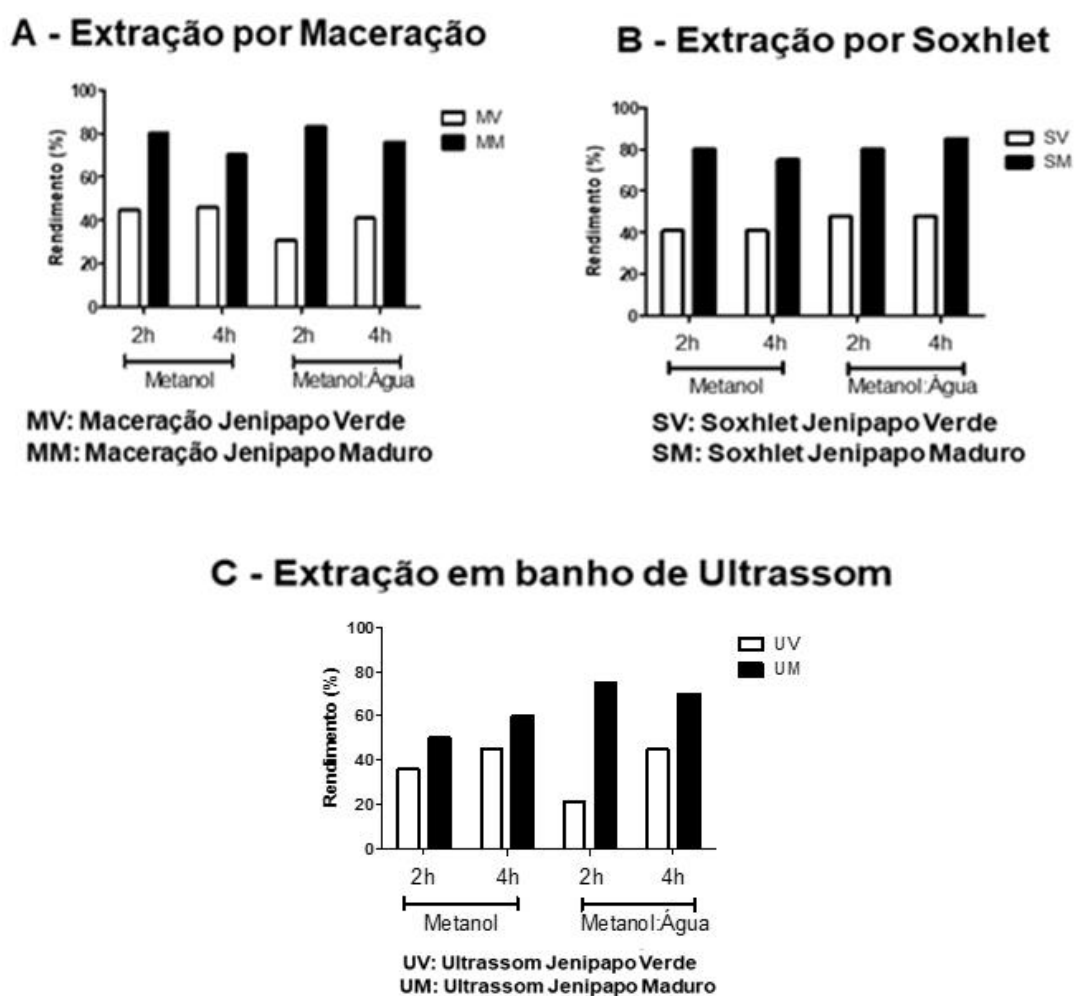 A - Extração por Maceração
100
80
60
40
20
0
Rendimento (%)
MV
MM
2h 4h 2h 4h
Metanol Metanol:Água
MV: Maceração Jenipapo Verde
MM: Maceração Jenipapo Maduro
B - Extração por Soxhlet
100
80
60
40
20
0
Rendimento (%)
SV
SM
2h 4h 2h 4h
Metanol Metanol:Água
SV: Soxhlet Jenipapo Verde
SM: Soxhlet Jenipapo Maduro
C - Extração em banho de Ultrassom
100
80
60
40
20
0
Rendimento (%)
UV
UM
2h 4h 2h 4h
Metanol Metanol:Água
UV: Ultrassom Jenipapo Verde
UM: Ultrassom Jenipapo Maduro